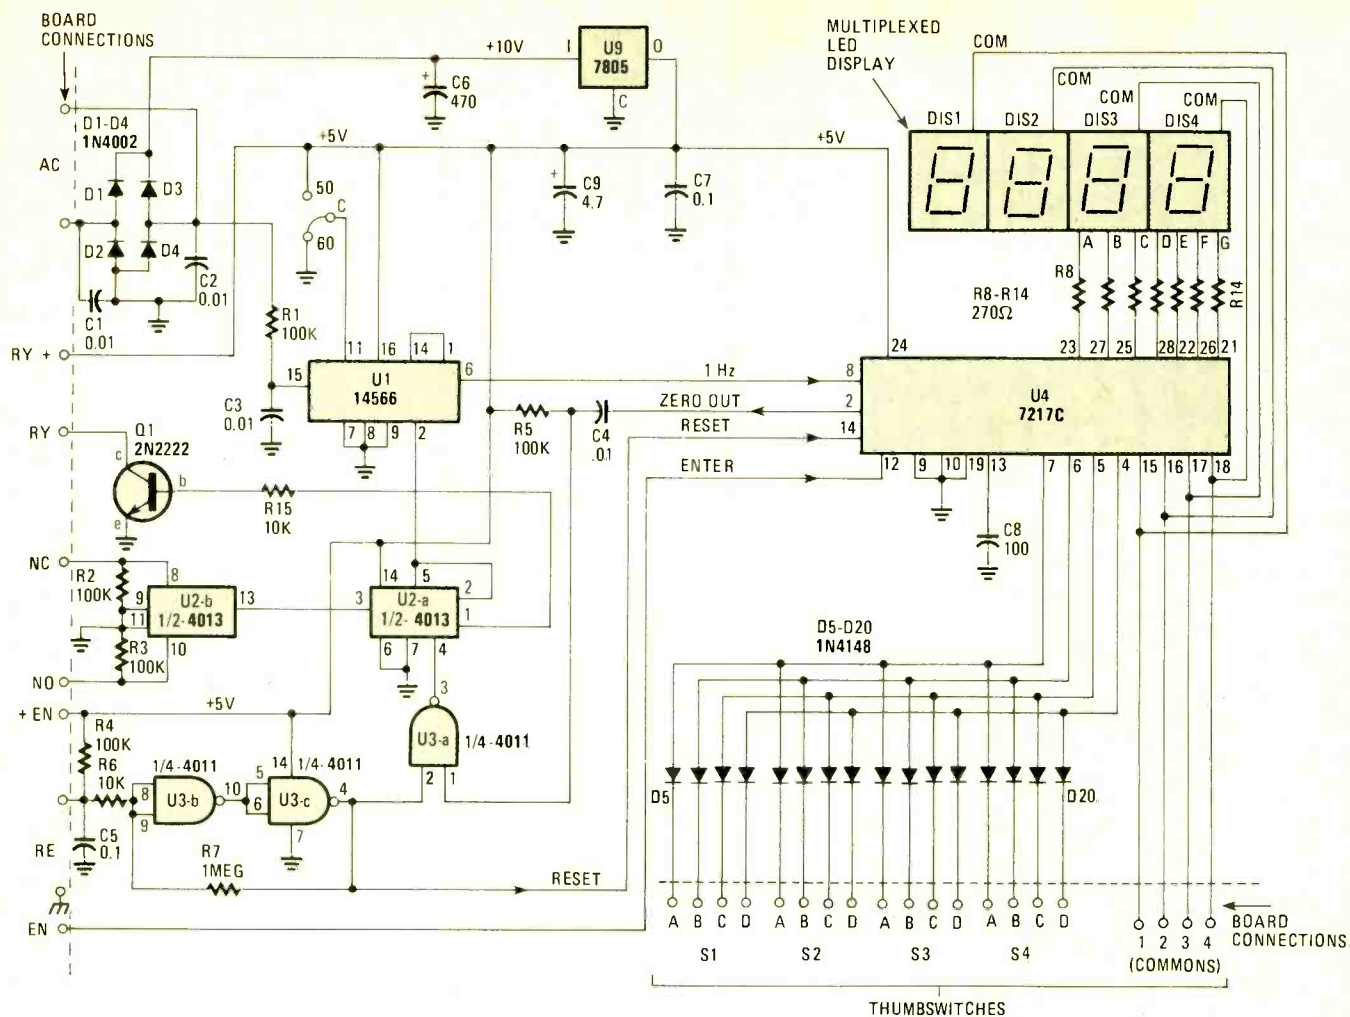 BOARD
CONNECTIONS
MULTIPLEXED
LED
DISPLAY
COM
COM
COM
COM
+10V
I
U9
7805
O
C
+
C6
470
D1-D4
1N4002
AC
D1
D3
D2
D4
C2
0.01
C1
0.01
+5V
+5V
50
C
60
+
C9
4.7
C7
0.1
DIS1
DIS2
DIS3
DIS4
A
B
C
D
E
F
G
R8
R14
R8-R14
270Ω
R1
100K
RY +
11
16
14
1
15
U1
14566
6
7
8
9
2
C3
0.01
1 Hz
ZERO OUT
RESET
ENTER
R5
100K
C4
.01
24
23
27
25
28
22
26
21
8
2
14
U4
7217C
12
9
10
19
13
7
6
5
4
15
16
17
18
C8
100
RY
Q1
2N2222
c
b
e
R15
10K
NC
R2
100K
8
9
11
U2-b
1/2-4013
13
10
R3
100K
NO
14
5
2
3
U2-a
1/2-4013
1
6
7
4
3
U3-a
1/4-4011
2
1
+EN
+5V
R4
100K
R6
10K
1/4-4011
8
9
U3-b
10
14
1/4-4011
5
6
U3-c
4
7
C5
0.1
RE
R7
1MEG
RESET
EN
D5-D20
1N4148
D5
D20
A
B
C
D
A
B
C
D
A
B
C
D
A
B
C
D
S1
S2
S3
S4
1
2
3
4
(COMMONS)
BOARD
CONNECTIONS
THUMBSWITCHES